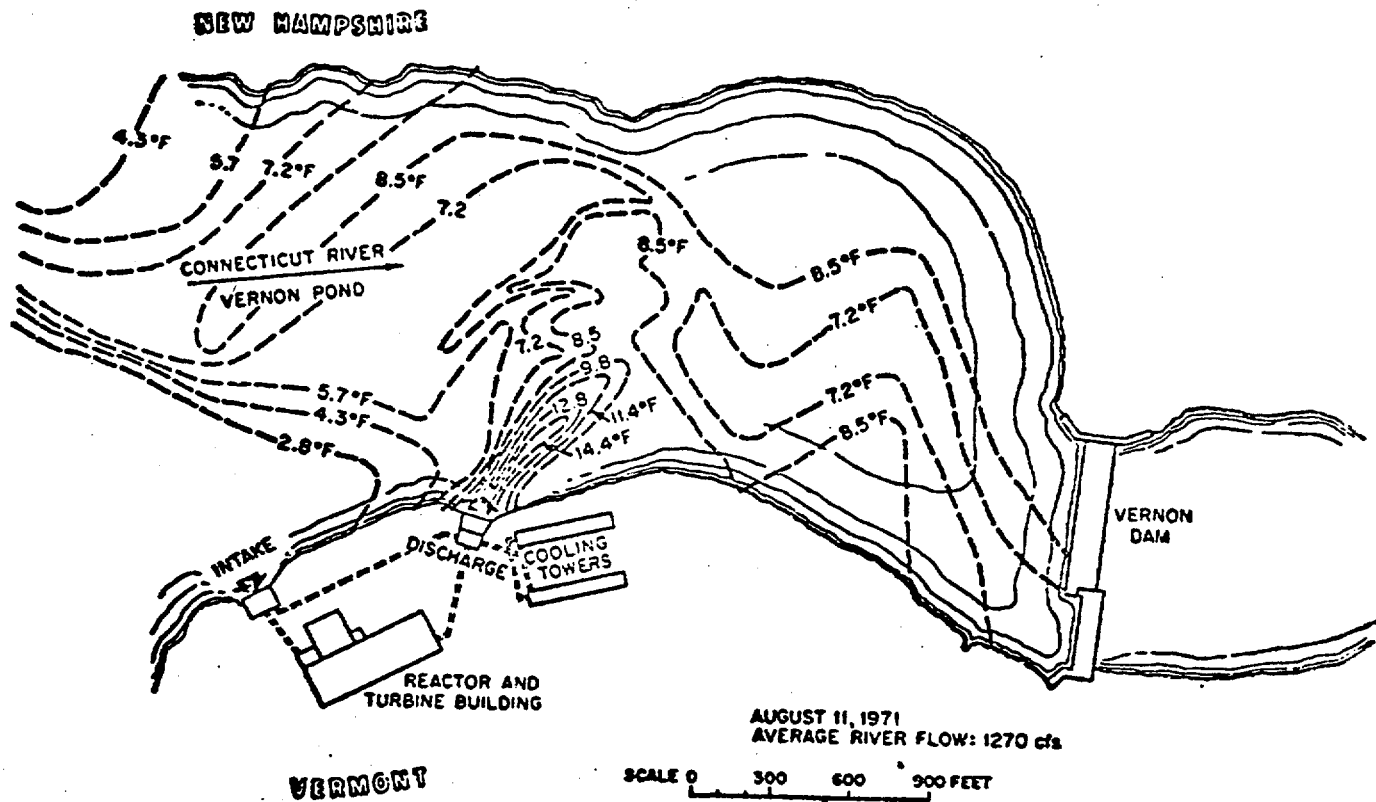 NEW HAMPSHIRE
4.3°F
5.7
7.2°F
8.5°F
7.2
CONNECTICUT RIVER
VERNON POND
8.5°F
8.5°F
7.2°F
7.2
8.5
9.8
12.8
11.4°F
14.4°F
5.7°F
4.3°F
2.8°F
7.2°F
8.5°F
INTAKE
DISCHARGE
COOLING
TOWERS
VERNON
DAM
REACTOR AND
TURBINE BUILDING
AUGUST 11, 1971
AVERAGE RIVER FLOW: 1270 cfs
SCALE 0 300 600 900 FEET
VERMONT